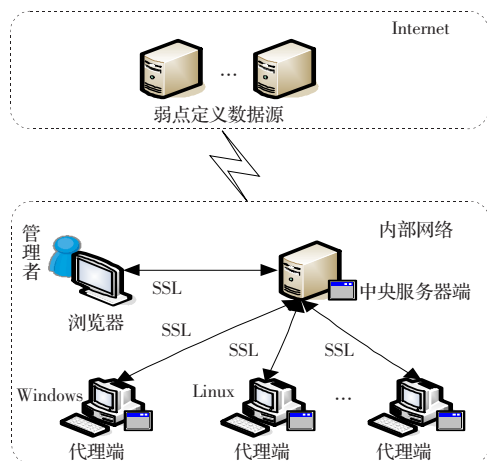 Internet
...
弱点定义数据源
内部网络
管理者
SSL
浏览器
中央服务器端
SSL
SSL
SSL
Windows
Linux
...
代理端
代理端
代理端